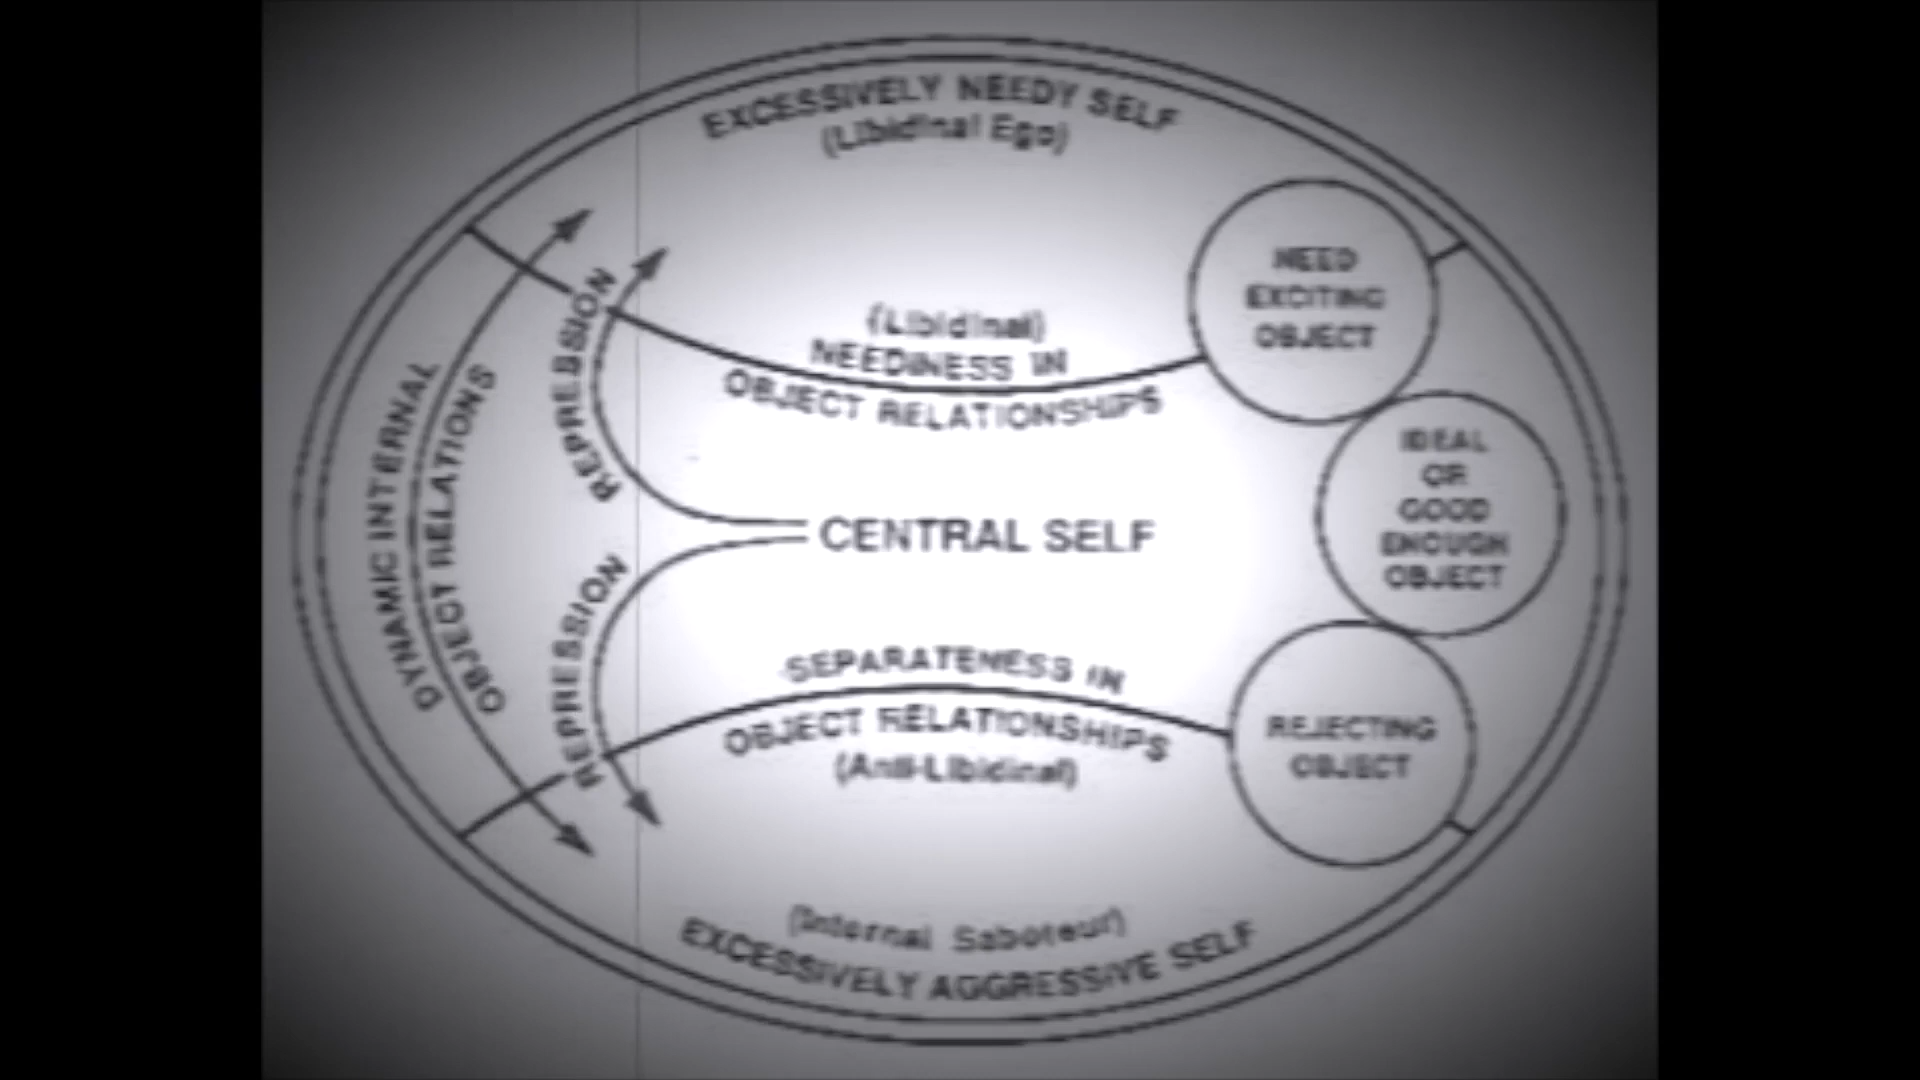 EXCESSIVELY NEEDY SELF
(Libidinal Ego)
NEED
EXCITING
OBJECT
(Libidinal)
NEEDINESS IN
OBJECT RELATIONSHIPS
REPRESSION
DYNAMIC INTERNAL
OBJECT RELATIONS
IDEAL
OR
GOOD
ENOUGH
OBJECT
CENTRAL SELF
REPRESSION
SEPARATENESS IN
OBJECT RELATIONSHIPS
(Anti-Libidinal)
REJECTING
OBJECT
(Internal Saboteur)
EXCESSIVELY AGGRESSIVE SELF